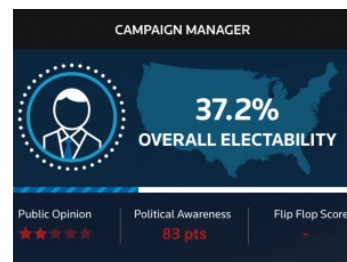 CAMPAIGN MANAGER
37.2%
OVERALL ELECTABILITY
Public Opinion
Political Awareness
Flip Flop Score
83 pts
-